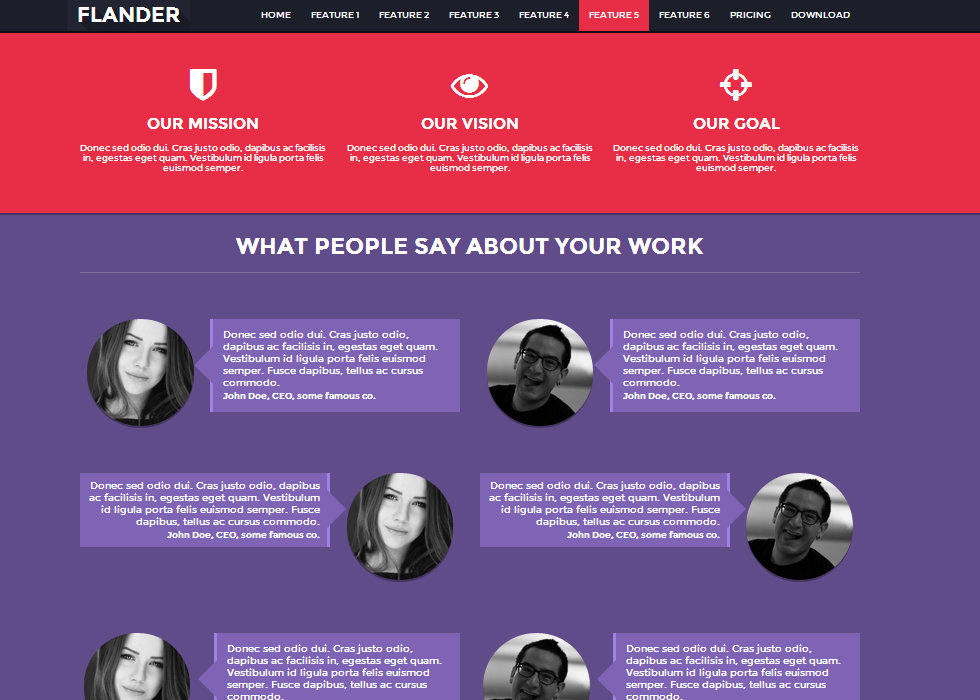 FLANDER
HOME FEATURE 1 FEATURE 2 FEATURE 3 FEATURE 4 FEATURE 5 FEATURE 6 PRICING DOWNLOAD
OUR MISSION
Donec sed odio dui. Cras justo odio, dapibus ac facilisis
in, egestas eget quam. Vestibulum id ligula porta felis
euismod semper.
OUR VISION
Donec sed odio dui. Cras justo odio, dapibus ac facilisis
in, egestas eget quam. Vestibulum id ligula porta felis
euismod semper.
OUR GOAL
Donec sed odio dui. Cras justo odio, dapibus ac facilisis
in, egestas eget quam. Vestibulum id ligula porta felis
euismod semper.
WHAT PEOPLE SAY ABOUT YOUR WORK
Donec sed odio dui. Cras justo odio,
dapibus ac facilisis in, egestas eget quam.
Vestibulum id ligula porta felis euismod
semper. Fusce dapibus, tellus ac cursus
commodo.
John Doe, CEO, some famous co.
Donec sed odio dui. Cras justo odio,
dapibus ac facilisis in, egestas eget quam.
Vestibulum id ligula porta felis euismod
semper. Fusce dapibus, tellus ac cursus
commodo.
John Doe, CEO, some famous co.
Donec sed odio dui. Cras justo odio, dapibus
ac facilisis in, egestas eget quam. Vestibulum
id ligula porta felis euismod semper. Fusce
dapibus, tellus ac cursus commodo.
John Doe, CEO, some famous co.
Donec sed odio dui. Cras justo odio, dapibus
ac facilisis in, egestas eget quam. Vestibulum
id ligula porta felis euismod semper. Fusce
dapibus, tellus ac cursus commodo.
John Doe, CEO, some famous co.
Donec sed odio dui. Cras justo odio,
dapibus ac facilisis in, egestas eget quam.
Vestibulum id ligula porta felis euismod
semper. Fusce dapibus, tellus ac cursus
commodo.
Donec sed odio dui. Cras justo odio,
dapibus ac facilisis in, egestas eget quam.
Vestibulum id ligula porta felis euismod
semper. Fusce dapibus, tellus ac cursus
commodo.